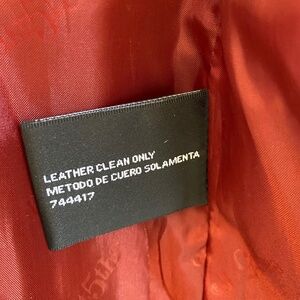 LEATHER CLEAN ONLY
METODO DE CUERO SOLAMENTA
744417